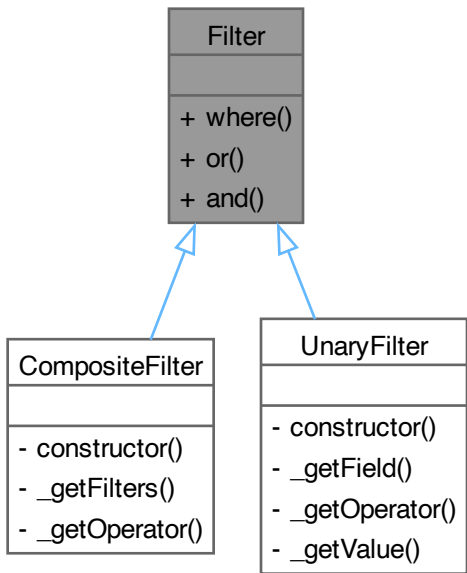 Filter
+ where()
+ or()
+ and()
CompositeFilter
- constructor()
- _getFilters()
- _getOperator()
UnaryFilter
- constructor()
- _getField()
- _getOperator()
- _getValue()